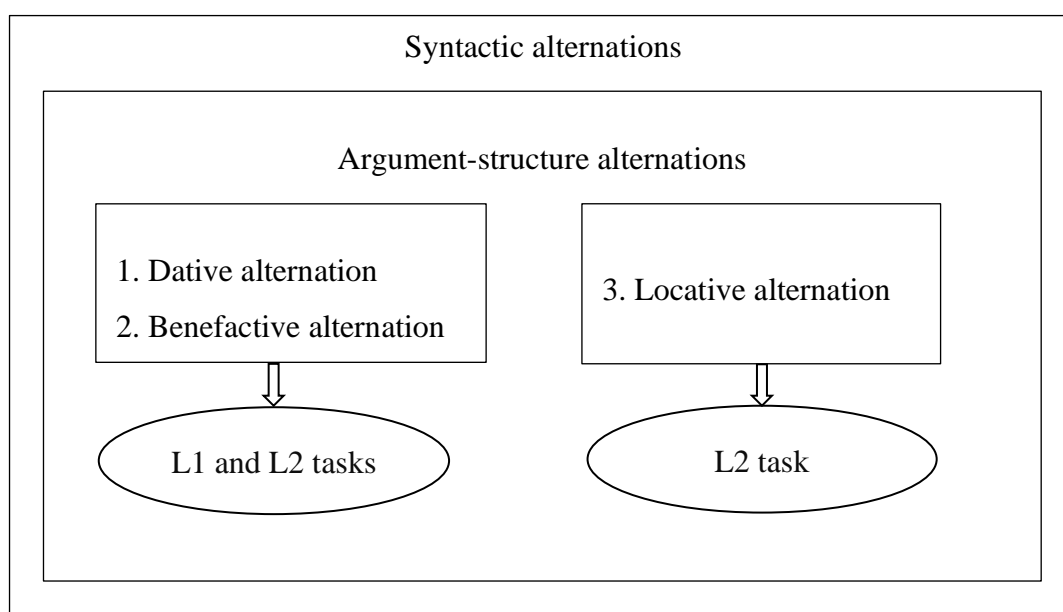 Syntactic alternations
Argument-structure alternations
1. Dative alternation
2. Benefactive alternation
3. Locative alternation
L1 and L2 tasks
L2 task